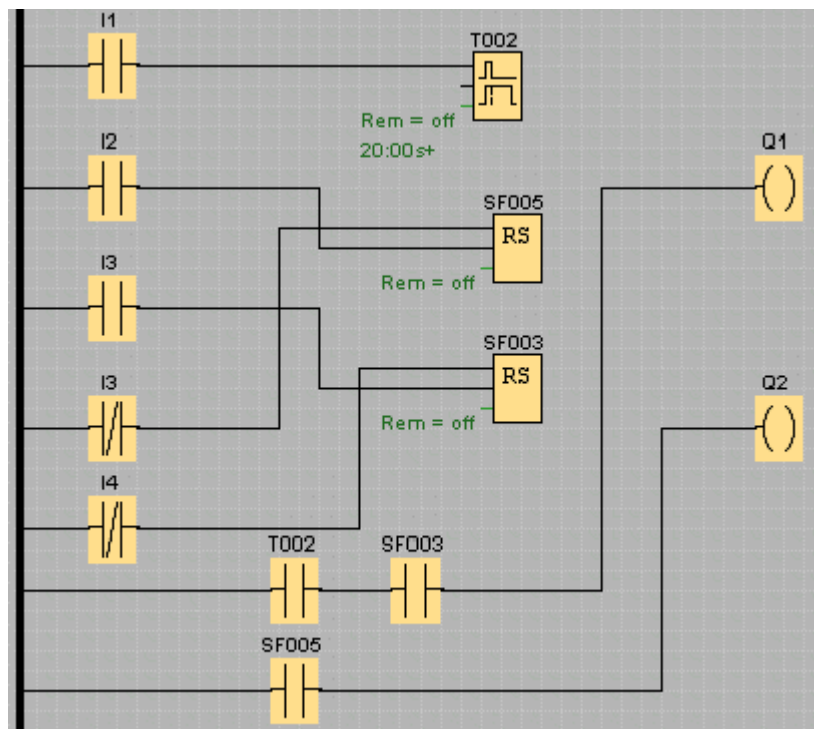 I1
T002
Rem = off
20:00s+
I2
Q1
SF005
RS
Rem = off
I3
SF003
RS
I3
Q2
Rem = off
I4
T002 SF003
SF005